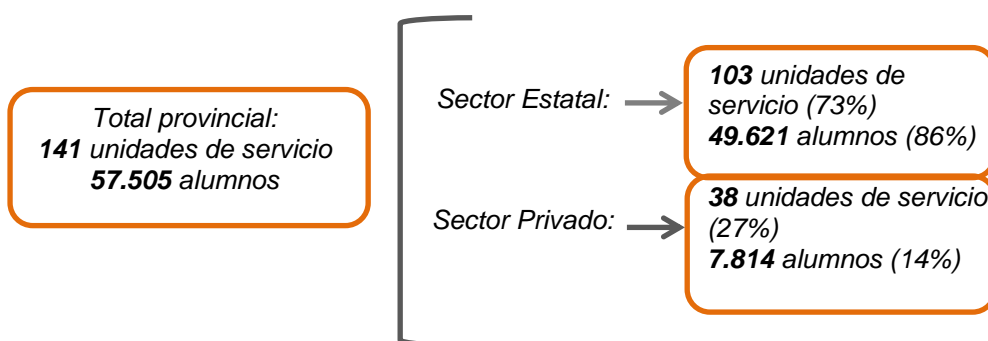 Total provincial:
141 unidades de servicio
57.505 alumnos
Sector Estatal:
103 unidades de
servicio (73%)
49.621 alumnos (86%)
Sector Privado:
38 unidades de servicio
(27%)
7.814 alumnos (14%)